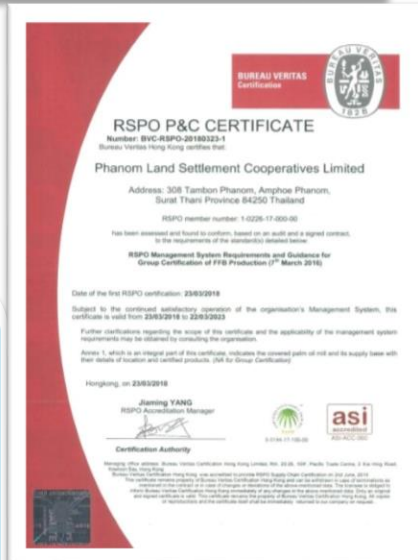 BUREAU VERITAS
Certification
BUREAU VERITAS
1828
RSPO P&C CERTIFICATE
Number: BVC-RSPO-20180323-1
Bureau Veritas Hong Kong certifies that:
Phanom Land Settlement Cooperatives Limited
Address: 308 Tambon Phanom, Amphoe Phanom,
Surat Thani Province 84250 Thailand
RSPO member number: 1-0226-17-000-00
has been assessed and found to conform, based on an audit and a signed contract,
to the requirements of the standard(s) detailed below:
RSPO Management System Requirements and Guidance for
Group Certification of FFB Production (7th March 2016)
Date of the first RSPO certification: 23/03/2018
Subject to the continued satisfactory operation of the organisation's Management System, this
certificate is valid from 23/03/2018 to 22/03/2023
Further clarifications regarding the scope of this certificate and the applicability of the management system
requirements may be obtained by consulting the organisation.
Annex 1, which is an integral part of this certificate, indicates the covered palm oil mill and its supply base with
their details of location and certified products. (NA for Group Certification)
Hongkong, on 23/03/2018
Jiaming YANG
RSPO Accreditation Manager
Certification Authority
asi
accredited
ASI-ACC-060